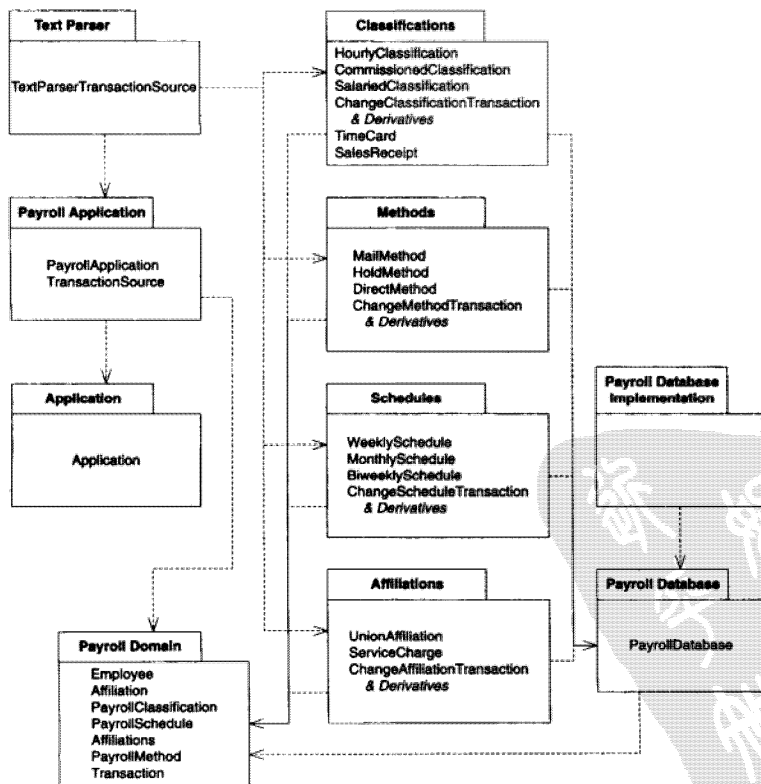 Text Parser
TextParserTransactionSource
Payroll Application
PayrollApplication
TransactionSource
Application
Application
Payroll Domain
Employee
Affiliation
PayrollClassification
PayrollSchedule
Affiliations
PayrollMethod
Transaction
Classifications
HourlyClassification
CommissionedClassification
SalariedClassification
ChangeClassificationTransaction
& Derivatives
TimeCard
SalesReceipt
Methods
MailMethod
HoldMethod
DirectMethod
ChangeMethodTransaction
& Derivatives
Schedules
WeeklySchedule
MonthlySchedule
BiweeklySchedule
ChangeScheduleTransaction
& Derivatives
Affiliations
UnionAffiliation
ServiceCharge
ChangeAffiliationTransaction
& Derivatives
Payroll Database
Implementation
Payroll Database
PayrollDatabase